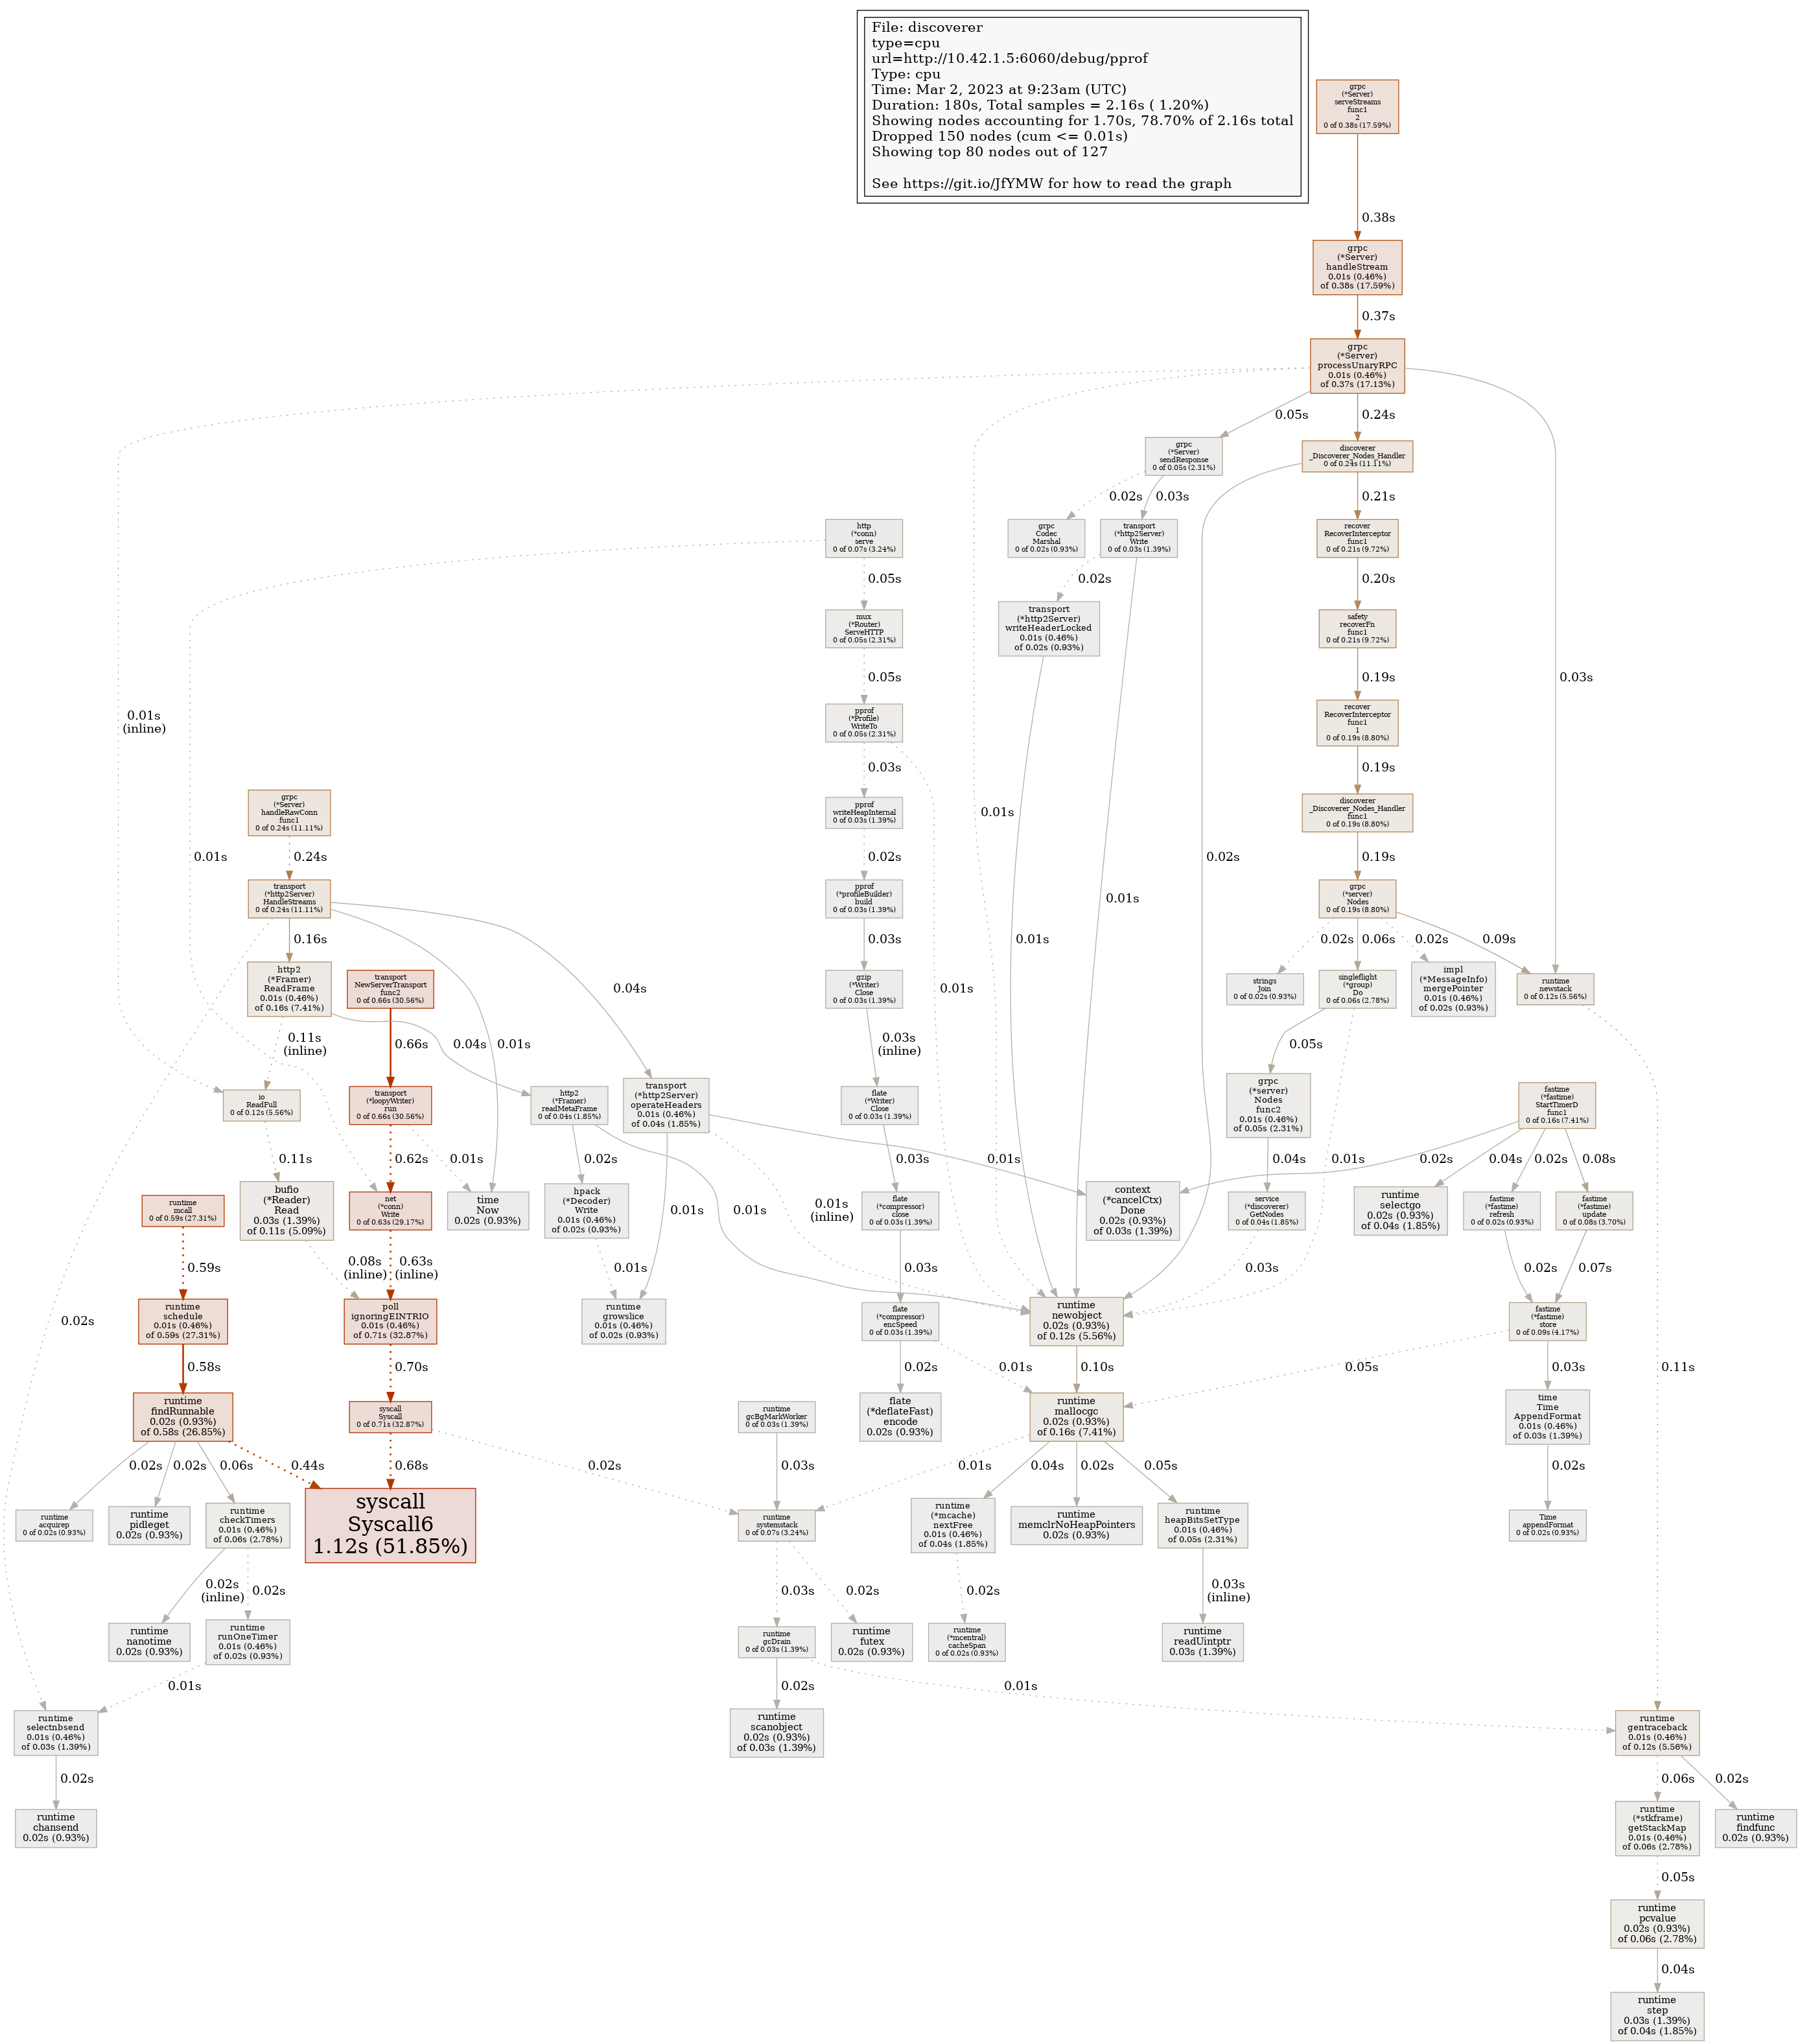 File: discoverer
type=cpu
url=http://10.42.1.5:6060/debug/pprof
Type: cpu
Time: Mar 2, 2023 at 9:23am (UTC)
Duration: 180s, Total samples = 2.16s ( 1.20%)
Showing nodes accounting for 1.70s, 78.70% of 2.16s total
Dropped 150 nodes (cum <= 0.01s)
Showing top 80 nodes out of 127
See https://git.io/JfYMW for how to read the graph
grpc
(*Server)
serveStreams
func1
2
0 of 0.38s (17.59%)
0.38s
grpc
(*Server)
handleStream
0.01s (0.46%)
of 0.38s (17.59%)
0.37s
grpc
(*Server)
processUnaryRPC
0.01s (0.46%)
of 0.37s (17.13%)
0.05s
0.24s
grpc
(*Server)
sendResponse
0 of 0.05s (2.31%)
discoverer
_Discoverer_Nodes_Handler
0 of 0.24s (11.11%)
0.02s
0.03s
0.21s
http
(*conn)
serve
0 of 0.07s (3.24%)
grpc
Codec
Marshal
0 of 0.02s (0.93%)
transport
(*http2Server)
Write
0 of 0.03s (1.39%)
recover
RecoverInterceptor
func1
0 of 0.21s (9.72%)
0.05s
0.02s
0.20s
mux
(*Router)
ServeHTTP
0 of 0.05s (2.31%)
transport
(*http2Server)
writeHeaderLocked
0.01s (0.46%)
of 0.02s (0.93%)
safety
recoverFn
func1
0 of 0.21s (9.72%)
0.05s
0.19s
0.03s
0.01s
(inline)
pprof
(*Profile)
WriteTo
0 of 0.05s (2.31%)
recover
RecoverInterceptor
func1
1
0 of 0.19s (8.80%)
0.03s
0.19s
grpc
(*Server)
handleRawConn
func1
0 of 0.24s (11.11%)
pprof
writeHeapInternal
0 of 0.03s (1.39%)
0.01s
discoverer
_Discoverer_Nodes_Handler
func1
0 of 0.19s (8.80%)
0.24s
0.01s
0.02s
0.02s
0.19s
transport
(*http2Server)
HandleStreams
0 of 0.24s (11.11%)
pprof
(*profileBuilder)
build
0 of 0.03s (1.39%)
0.01s
grpc
(*server)
Nodes
0 of 0.19s (8.80%)
0.16s
0.03s
0.01s
0.02s
0.06s
0.02s
0.09s
http2
(*Framer)
ReadFrame
0.01s (0.46%)
of 0.16s (7.41%)
transport
NewServerTransport
func2
0 of 0.66s (30.56%)
0.04s
gzip
(*Writer)
Close
0 of 0.03s (1.39%)
0.01s
strings
Join
0 of 0.02s (0.93%)
singleflight
(*group)
Do
0 of 0.06s (2.78%)
impl
(*MessageInfo)
mergePointer
0.01s (0.46%)
of 0.02s (0.93%)
runtime
newstack
0 of 0.12s (5.56%)
0.11s
(inline)
0.66s
0.04s
0.01s
0.03s
(inline)
0.05s
io
ReadFull
0 of 0.12s (5.56%)
transport
(*loopyWriter)
run
0 of 0.66s (30.56%)
http2
(*Framer)
readMetaFrame
0 of 0.04s (1.85%)
transport
(*http2Server)
operateHeaders
0.01s (0.46%)
of 0.04s (1.85%)
flate
(*Writer)
Close
0 of 0.03s (1.39%)
grpc
(*server)
Nodes
func2
0.01s (0.46%)
of 0.05s (2.31%)
fastime
(*fastime)
StartTimerD
func1
0 of 0.16s (7.41%)
0.11s
0.62s
0.01s
0.02s
0.03s
0.01s
0.04s
0.01s
0.02s
0.04s
0.02s
0.08s
runtime
mcall
0 of 0.59s (27.31%)
bufio
(*Reader)
Read
0.03s (1.39%)
of 0.11s (5.09%)
net
(*conn)
Write
0 of 0.63s (29.17%)
time
Now
0.02s (0.93%)
hpack
(*Decoder)
Write
0.01s (0.46%)
of 0.02s (0.93%)
0.01s
0.01s
0.01s
(inline)
flate
(*compressor)
close
0 of 0.03s (1.39%)
context
(*cancelCtx)
Done
0.02s (0.93%)
of 0.03s (1.39%)
service
(*discoverer)
GetNodes
0 of 0.04s (1.85%)
runtime
selectgo
0.02s (0.93%)
of 0.04s (1.85%)
fastime
(*fastime)
refresh
0 of 0.02s (0.93%)
fastime
(*fastime)
update
0 of 0.08s (3.70%)
0.59s
0.08s
(inline)
0.63s
(inline)
0.01s
0.03s
0.03s
0.02s
0.07s
0.02s
runtime
schedule
0.01s (0.46%)
of 0.59s (27.31%)
poll
ignoringEINTRIO
0.01s (0.46%)
of 0.71s (32.87%)
runtime
growslice
0.01s (0.46%)
of 0.02s (0.93%)
flate
(*compressor)
encSpeed
0 of 0.03s (1.39%)
runtime
newobject
0.02s (0.93%)
of 0.12s (5.56%)
fastime
(*fastime)
store
0 of 0.09s (4.17%)
0.58s
0.70s
0.02s
0.01s
0.10s
0.05s
0.03s
0.11s
runtime
findRunnable
0.02s (0.93%)
of 0.58s (26.85%)
syscall
Syscall
0 of 0.71s (32.87%)
runtime
gcBgMarkWorker
0 of 0.03s (1.39%)
flate
(*deflateFast)
encode
0.02s (0.93%)
runtime
mallocgc
0.02s (0.93%)
of 0.16s (7.41%)
time
Time
AppendFormat
0.01s (0.46%)
of 0.03s (1.39%)
0.02s
0.02s
0.06s
0.44s
0.68s
0.02s
0.03s
0.01s
0.04s
0.02s
0.05s
0.02s
runtime
acquirep
0 of 0.02s (0.93%)
runtime
pidleget
0.02s (0.93%)
runtime
checkTimers
0.01s (0.46%)
of 0.06s (2.78%)
syscall
Syscall6
1.12s (51.85%)
runtime
systemstack
0 of 0.07s (3.24%)
runtime
(*mcache)
nextFree
0.01s (0.46%)
of 0.04s (1.85%)
runtime
memclrNoHeapPointers
0.02s (0.93%)
runtime
heapBitsSetType
0.01s (0.46%)
of 0.05s (2.31%)
Time
appendFormat
0 of 0.02s (0.93%)
0.02s
(inline)
0.02s
0.03s
0.02s
0.02s
0.03s
(inline)
runtime
nanotime
0.02s (0.93%)
runtime
runOneTimer
0.01s (0.46%)
of 0.02s (0.93%)
runtime
gcDrain
0 of 0.03s (1.39%)
runtime
futex
0.02s (0.93%)
runtime
(*mcentral)
cacheSpan
0 of 0.02s (0.93%)
runtime
readUintptr
0.03s (1.39%)
0.01s
0.02s
0.01s
runtime
selectnbsend
0.01s (0.46%)
of 0.03s (1.39%)
runtime
scanobject
0.02s (0.93%)
of 0.03s (1.39%)
runtime
gentraceback
0.01s (0.46%)
of 0.12s (5.56%)
0.02s
0.06s
0.02s
runtime
chansend
0.02s (0.93%)
runtime
(*stkframe)
getStackMap
0.01s (0.46%)
of 0.06s (2.78%)
runtime
findfunc
0.02s (0.93%)
0.05s
runtime
pcvalue
0.02s (0.93%)
of 0.06s (2.78%)
0.04s
runtime
step
0.03s (1.39%)
of 0.04s (1.85%)